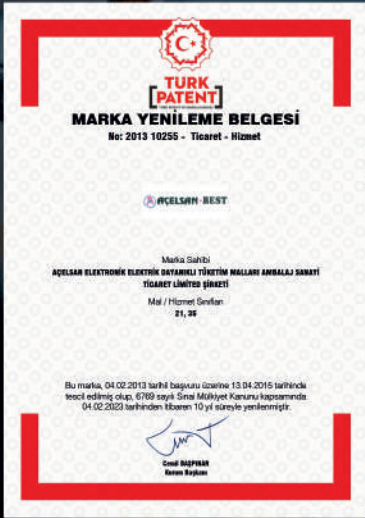 TÜRK
PATENT
MARKA YENİLEME BELGESİ
No: 2013 10255 - Ticaret - Hizmet
AÇELSAN BEST
Marka Sahibi
AÇELSAN ELEKTRONİK ELEKTRİK DAYANIKLI TÜKETİM MALLARI AMBALAJ SANAYİ
TİCARET LİMİTED ŞİRKETİ
Mal / Hizmet Sınıfları
21, 35
Bu marka, 04.02.2013 tarihli başvuru üzerine 13.04.2015 tarihinde
tescil edilmiş olup, 6769 sayılı Sınai Mülkiyet Kanunu kapsamında
04.02.2023 tarihinden itibaren 10 yıl süreyle yenilenmiştir.
Cemil BAŞPINAR
Kurum Başkanı